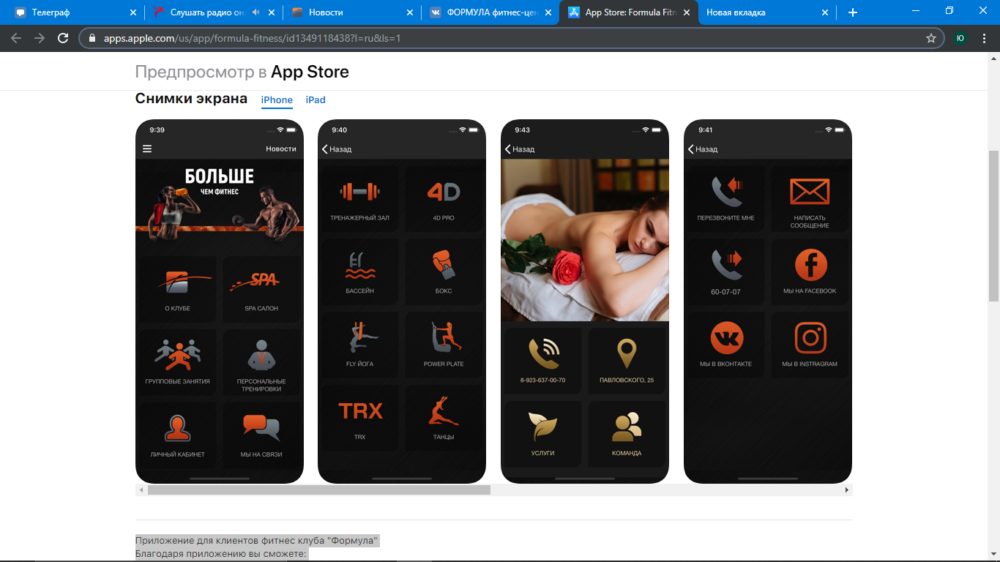 Телеграф
Слушать радио он
Новости
ФОРМУЛА фитнес-цен
App Store: Formula Fitn
Новая вкладка
apps.apple.com/us/app/formula-fitness/id1349118438?l=ru&ls=1
Ю
Предпросмотр в App Store
Снимки экрана iPhone iPad
9:39
Новости
БОЛЬШЕ
ЧЕМ ФИТНЕС
О КЛУБЕ
SPA
SPA САЛОН
ГРУППОВЫЕ ЗАНЯТИЯ
ПЕРСОНАЛЬНЫЕ
ТРЕНИРОВКИ
ЛИЧНЫЙ КАБИНЕТ
МЫ НА СВЯЗИ
9:40
Назад
ТРЕНАЖЕРНЫЙ ЗАЛ
4D
4D PRO
БАССЕЙН
БОКС
FLY ЙОГА
POWER PLATE
TRX
TRX
ТАНЦЫ
9:43
Назад
8-923-637-00-70
ПАВЛОВСКОГО, 25
УСЛУГИ
КОМАНДА
9:41
Назад
ПЕРЕЗВОНИТЕ МНЕ
НАПИСАТЬ
СООБЩЕНИЕ
60-07-07
МЫ НА FACEBOOK
МЫ В ВКОНТАКТЕ
МЫ В INSTRAGRAM
Приложение для клиентов фитнес клуба "Формула"
Благодаря приложению вы сможете: